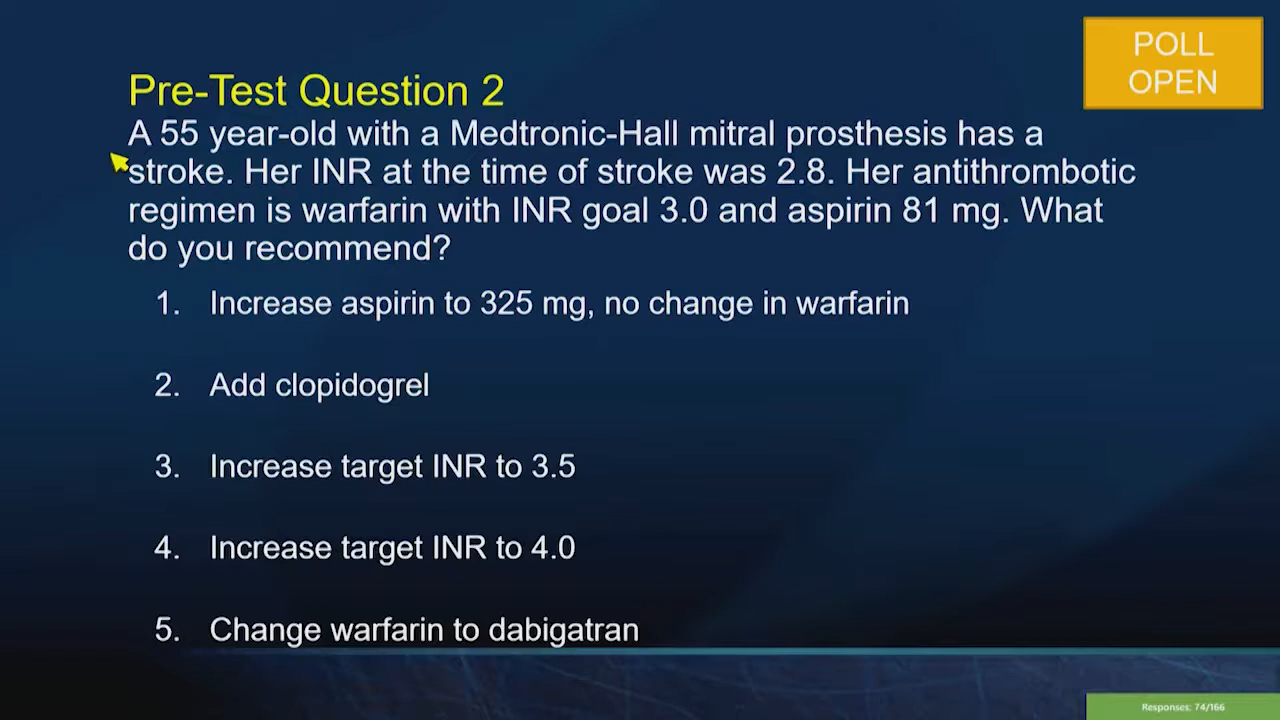 POLL
OPEN
Pre-Test Question 2
A 55 year-old with a Medtronic-Hall mitral prosthesis has a
stroke. Her INR at the time of stroke was 2.8. Her antithrombotic
regimen is warfarin with INR goal 3.0 and aspirin 81 mg. What
do you recommend?
1. Increase aspirin to 325 mg, no change in warfarin
2. Add clopidogrel
3. Increase target INR to 3.5
4. Increase target INR to 4.0
5. Change warfarin to dabigatran
Responses: 74/166